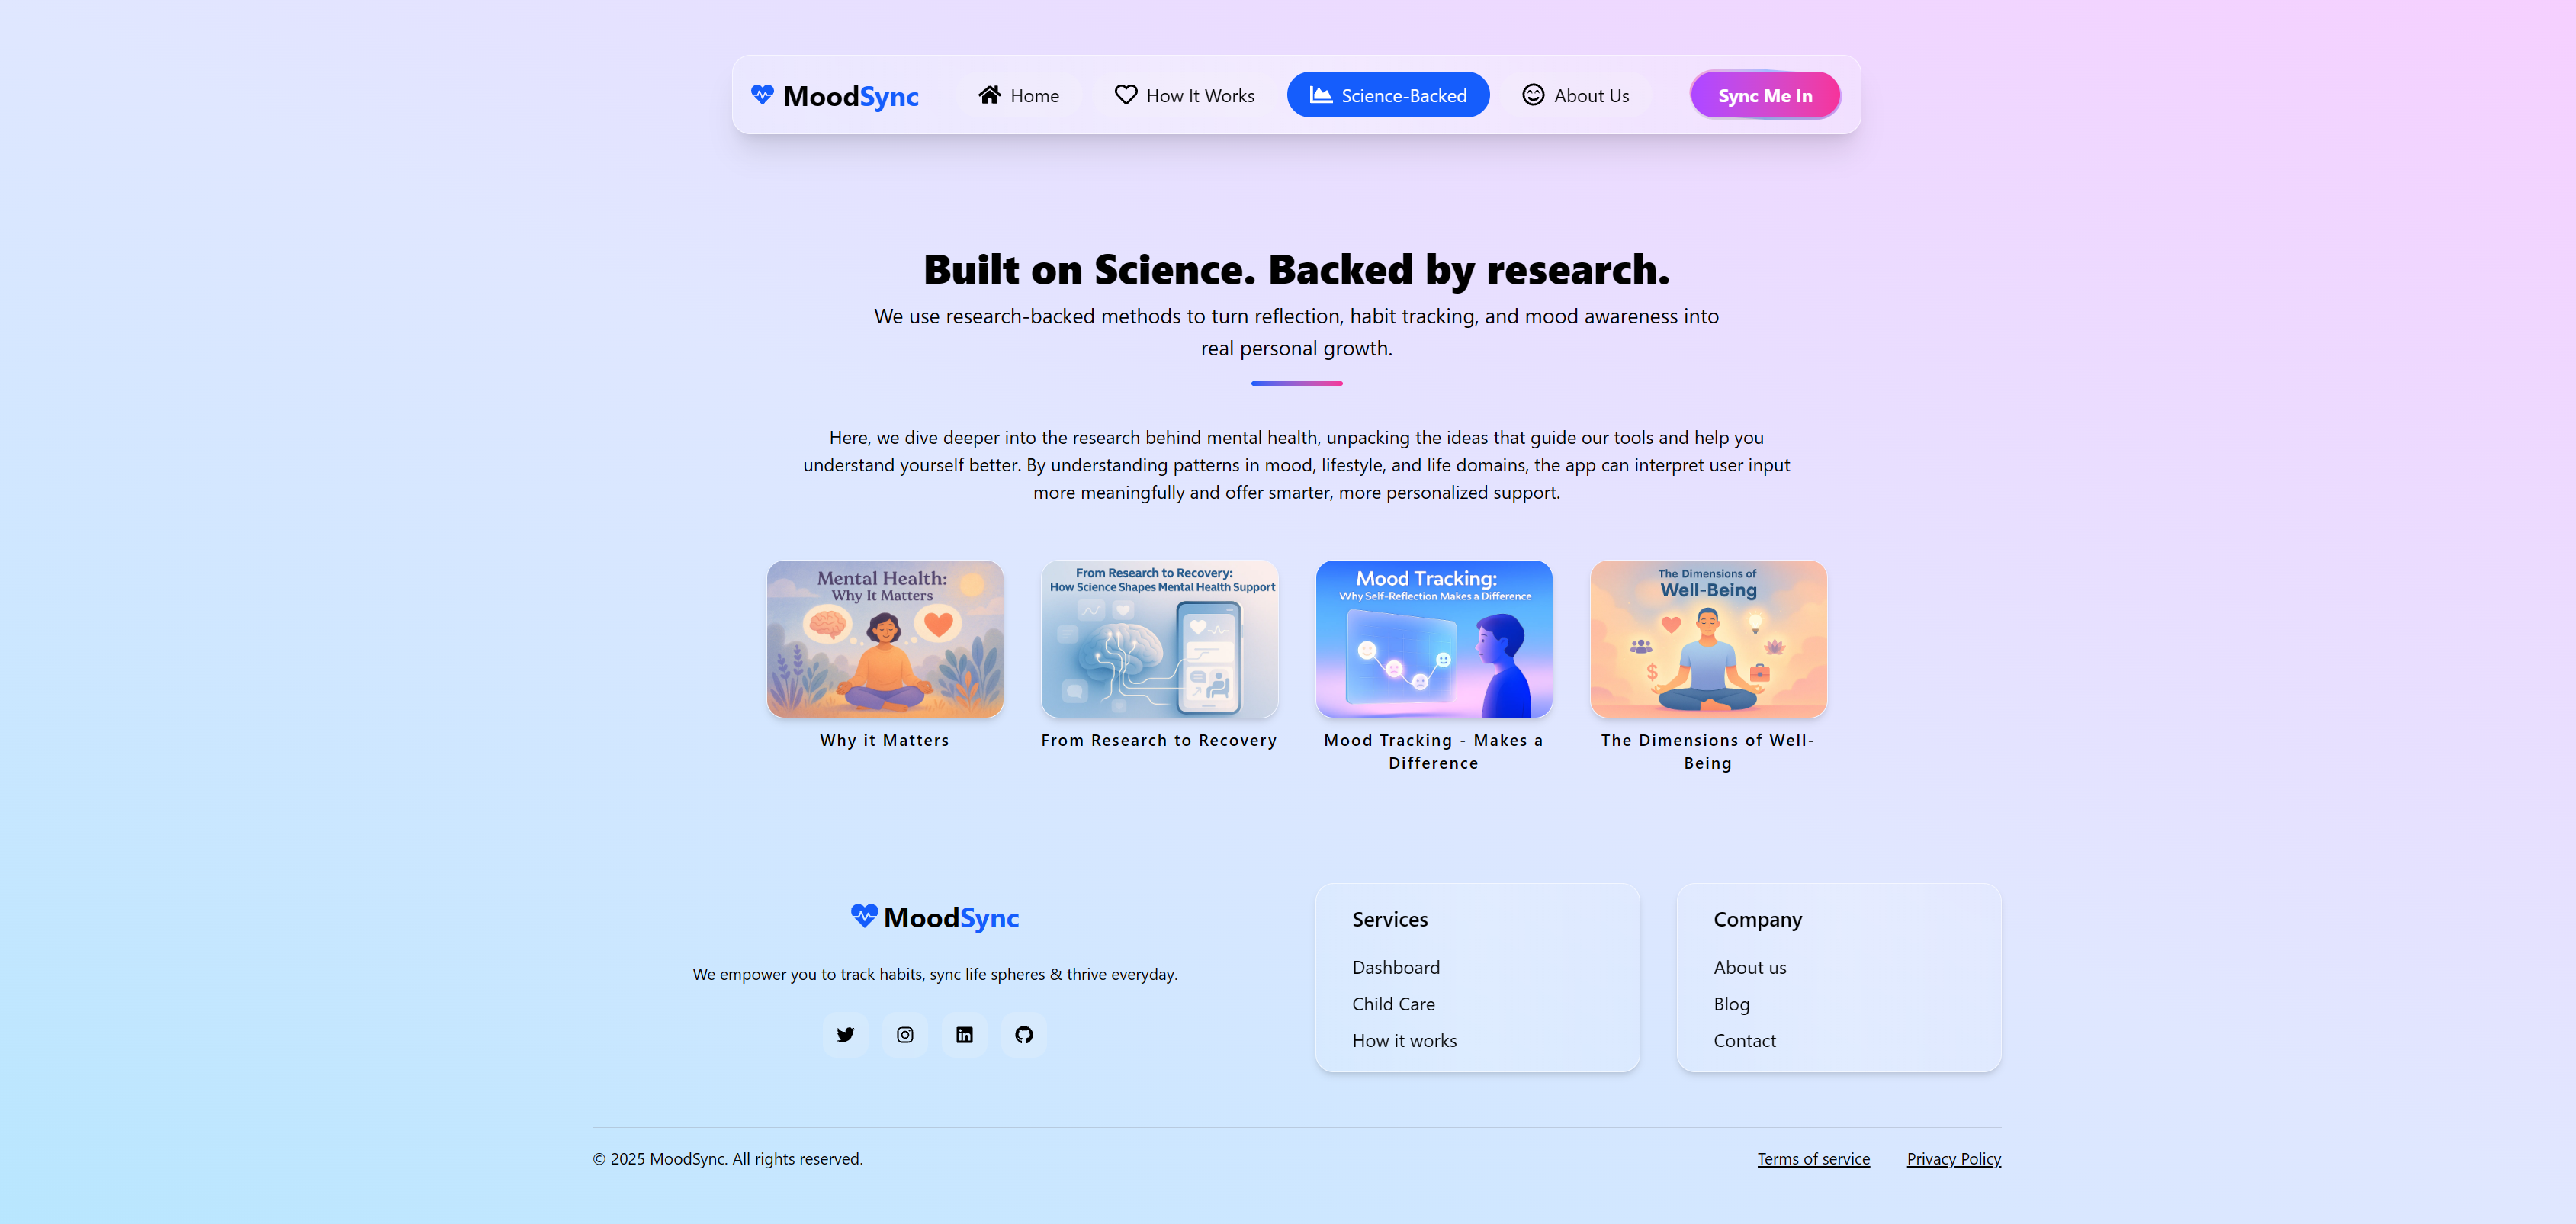 MoodSync
Home
How It Works
Science-Backed
About Us
Sync Me In
Built on Science. Backed by research.
We use research-backed methods to turn reflection, habit tracking, and mood awareness into
real personal growth.
Here, we dive deeper into the research behind mental health, unpacking the ideas that guide our tools and help you
understand yourself better. By understanding patterns in mood, lifestyle, and life domains, the app can interpret user input
more meaningfully and offer smarter, more personalized support.
Mental Health:
Why It Matters
Why it Matters
From Research to Recovery:
How Science Shapes Mental Health Support
From Research to Recovery
Mood Tracking:
Why Self-Reflection Makes a Difference
Mood Tracking - Makes a
Difference
The Dimensions of
Well-Being
The Dimensions of Well-
Being
MoodSync
We empower you to track habits, sync life spheres & thrive everyday.
Services
Dashboard
Child Care
How it works
Company
About us
Blog
Contact
© 2025 MoodSync. All rights reserved.
Terms of service
Privacy Policy